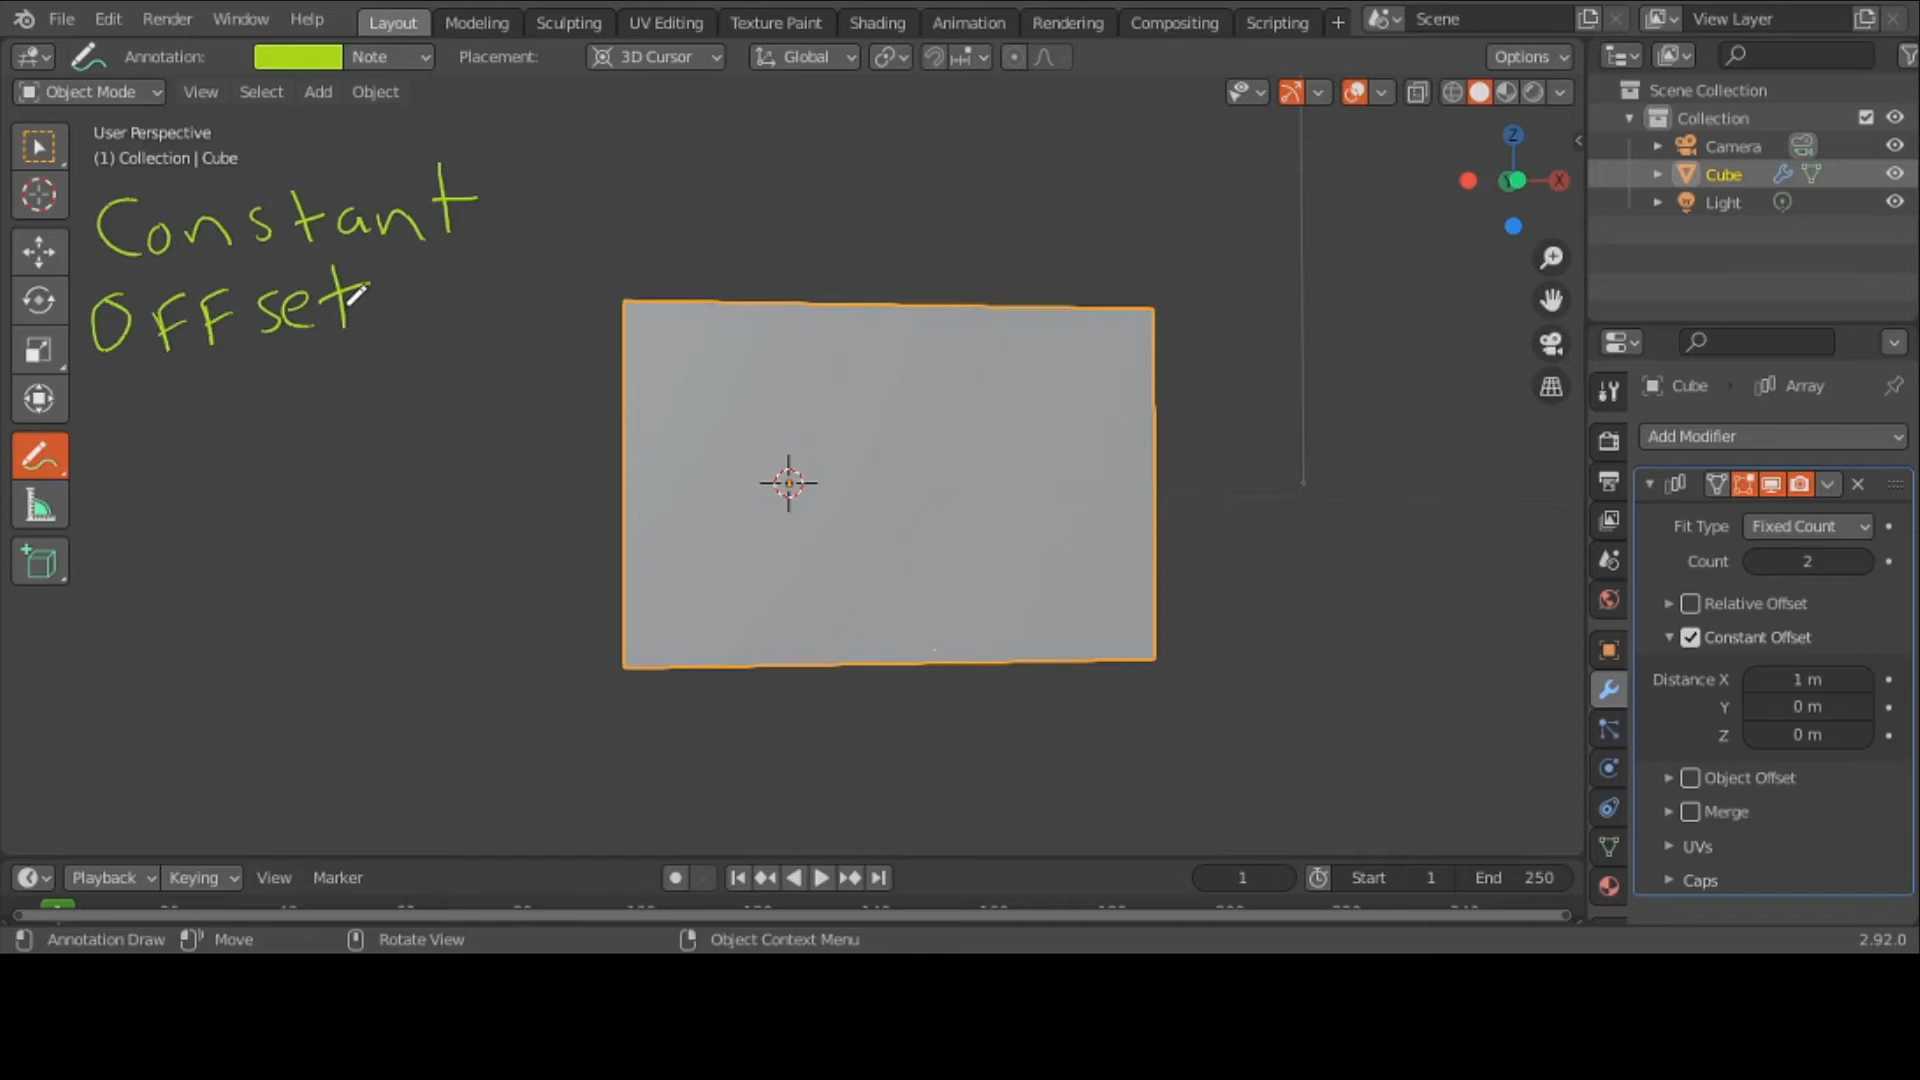 File Edit Render Window Help Layout Modeling Sculpting UV Editing Texture Paint Shading Animation Rendering Compositing Scripting + Scene View Layer
Annotation: Note Placement: 3D Cursor Global Options
Object Mode View Select Add Object
User Perspective
(1) Collection | Cube
Constant
OFFset
Z
Y X
Scene Collection
Collection
Camera
Cube
Light
Cube Array
Add Modifier
Fit Type Fixed Count
Count 2
Relative Offset
Constant Offset
Distance X 1 m
Y 0 m
Z 0 m
Object Offset
Merge
UVs
Caps
Playback Keying View Marker 1 Start 1 End 250
Annotation Draw Move Rotate View Object Context Menu 2.92.0